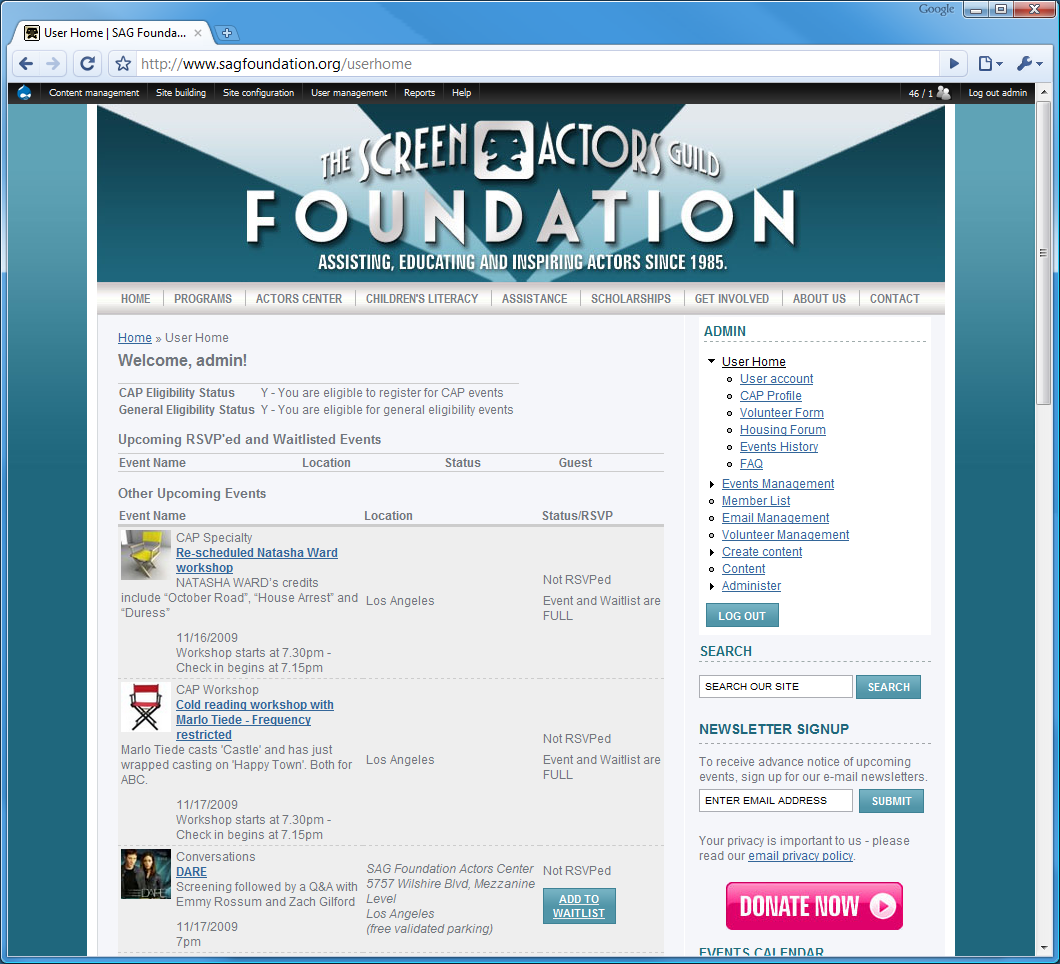 Google
User Home | SAG Founda...
http://www.sagfoundation.org/userhome
Content management Site building Site configuration User management Reports Help 46 / 1 Log out admin
THE SCREEN ACTORS GUILD
FOUNDATION
ASSISTING, EDUCATING AND INSPIRING ACTORS SINCE 1985.
HOME PROGRAMS ACTORS CENTER CHILDREN'S LITERACY ASSISTANCE SCHOLARSHIPS GET INVOLVED ABOUT US CONTACT
Home » User Home
Welcome, admin!
CAP Eligibility Status Y - You are eligible to register for CAP events
General Eligibility Status Y - You are eligible for general eligibility events
Upcoming RSVP'ed and Waitlisted Events
Event Name Location Status Guest
Other Upcoming Events
Event Name Location Status/RSVP
CAP Specialty
Re-scheduled Natasha Ward
workshop
NATASHA WARD's credits
include “October Road”, “House Arrest” and
“Duress”
11/16/2009
Workshop starts at 7.30pm -
Check in begins at 7.15pm
Los Angeles
Not RSVPed
Event and Waitlist are
FULL
CAP Workshop
Cold reading workshop with
Marlo Tiede - Frequency
restricted
Marlo Tiede casts 'Castle' and has just
wrapped casting on 'Happy Town'. Both for
ABC.
11/17/2009
Workshop starts at 7.30pm -
Check in begins at 7.15pm
Los Angeles
Not RSVPed
Event and Waitlist are
FULL
DARE
Conversations
DARE
Screening followed by a Q&A with
Emmy Rossum and Zach Gilford
11/17/2009
7pm
SAG Foundation Actors Center
5757 Wilshire Blvd, Mezzanine
Level
Los Angeles
(free validated parking)
Not RSVPed
ADD TO
WAITLIST
ADMIN
User Home
User account
CAP Profile
Volunteer Form
Housing Forum
Events History
FAQ
Events Management
Member List
Email Management
Volunteer Management
Create content
Content
Administer
LOG OUT
SEARCH
SEARCH OUR SITE SEARCH
NEWSLETTER SIGNUP
To receive advance notice of upcoming
events, sign up for our e-mail newsletters.
ENTER EMAIL ADDRESS SUBMIT
Your privacy is important to us - please
read our email privacy policy.
DONATE NOW
EVENTS CALENDAR